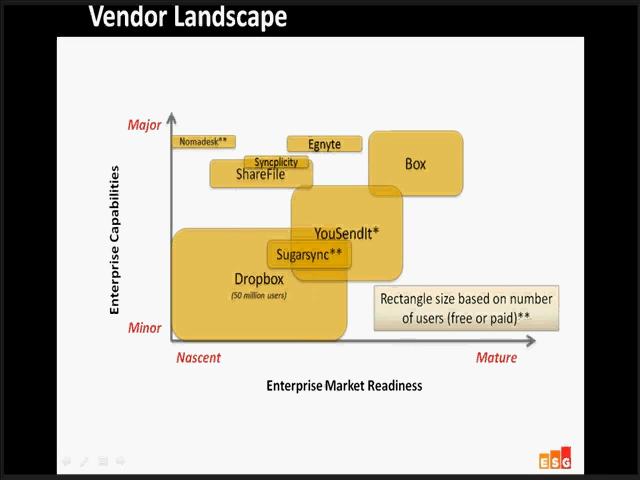 Vendor Landscape
Major
Nomadesk**
Egnyte
Syncplicity
ShareFile
Box
Enterprise Capabilities
YouSendIt*
Sugarsync**
Dropbox
(50 million users)
Rectangle size based on number
of users (free or paid)**
Minor
Nascent
Mature
Enterprise Market Readiness
ESG